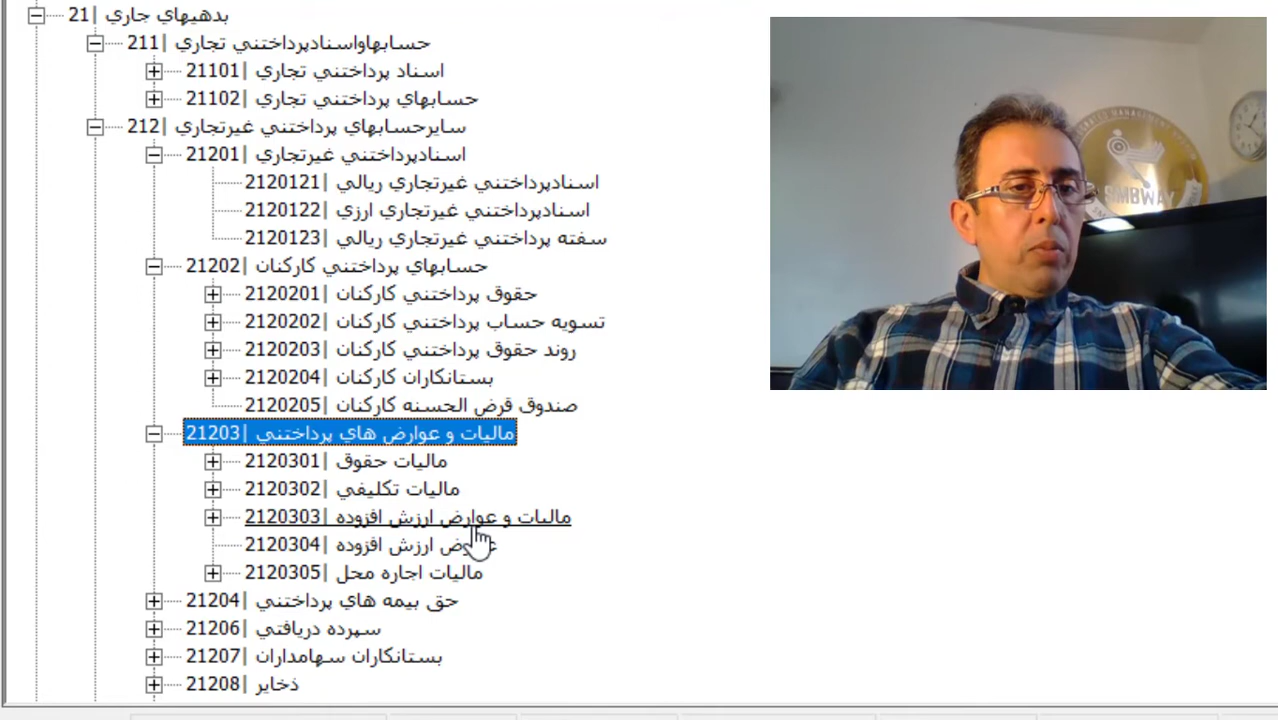 21| بدهيهاي جاري
211| حسابهاواسنادپرداختني تجاري
21101| اسناد پرداختني تجاري
21102| حسابهاي پرداختني تجاري
212| سايرحسابهاي پرداختني غيرتجاري
21201| اسنادپرداختني غيرتجاري
2120121| اسنادپرداختني غيرتجاري ريالي
2120122| اسنادپرداختني غيرتجاري ارزي
2120123| سفته پرداختني غيرتجاري ريالي
21202| حسابهاي پرداختني كاركنان
2120201| حقوق پرداختني كاركنان
2120202| تسويه حساب پرداختني كاركنان
2120203| روند حقوق پرداختني كاركنان
2120204| بستانكاران كاركنان
2120205| صندوق قرض الحسنه كاركنان
21203| ماليات و عوارض هاي پرداختني
2120301| ماليات حقوق
2120302| ماليات تكليفي
2120303| ماليات و عوارض ارزش افزوده
2120304| عوارض ارزش افزوده
2120305| ماليات اجاره محل
21204| حق بيمه هاي پرداختني
21206| سپرده دريافتي
21207| بستانكاران سهامداران
21208| ذخاير